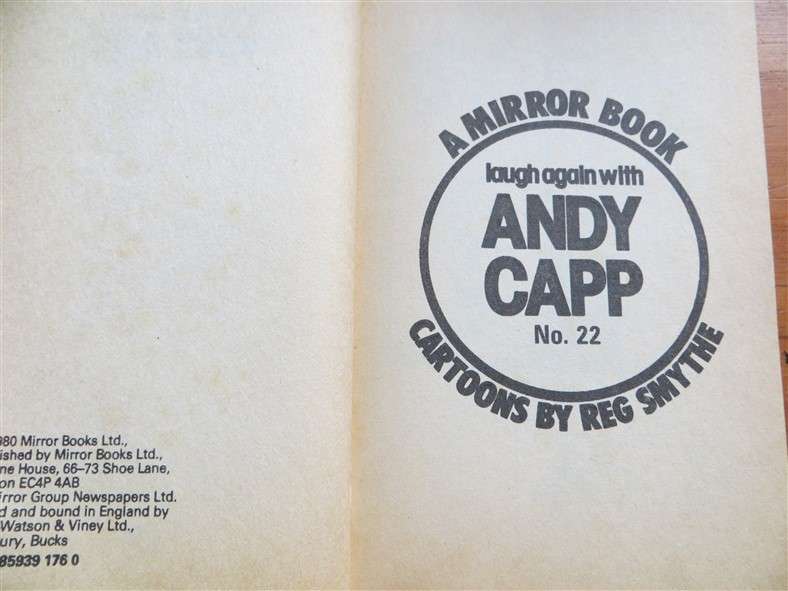 980 Mirror Books Ltd.,
ished by Mirror Books Ltd.,
ne House, 66–73 Shoe Lane,
on EC4P 4AB
irror Group Newspapers Ltd.
d and bound in England by
Watson & Viney Ltd.,
ury, Bucks
85939 176 0
A MIRROR BOOK
laugh again with
ANDY
CAPP
No. 22
CARTOONS BY REG SMYTHE